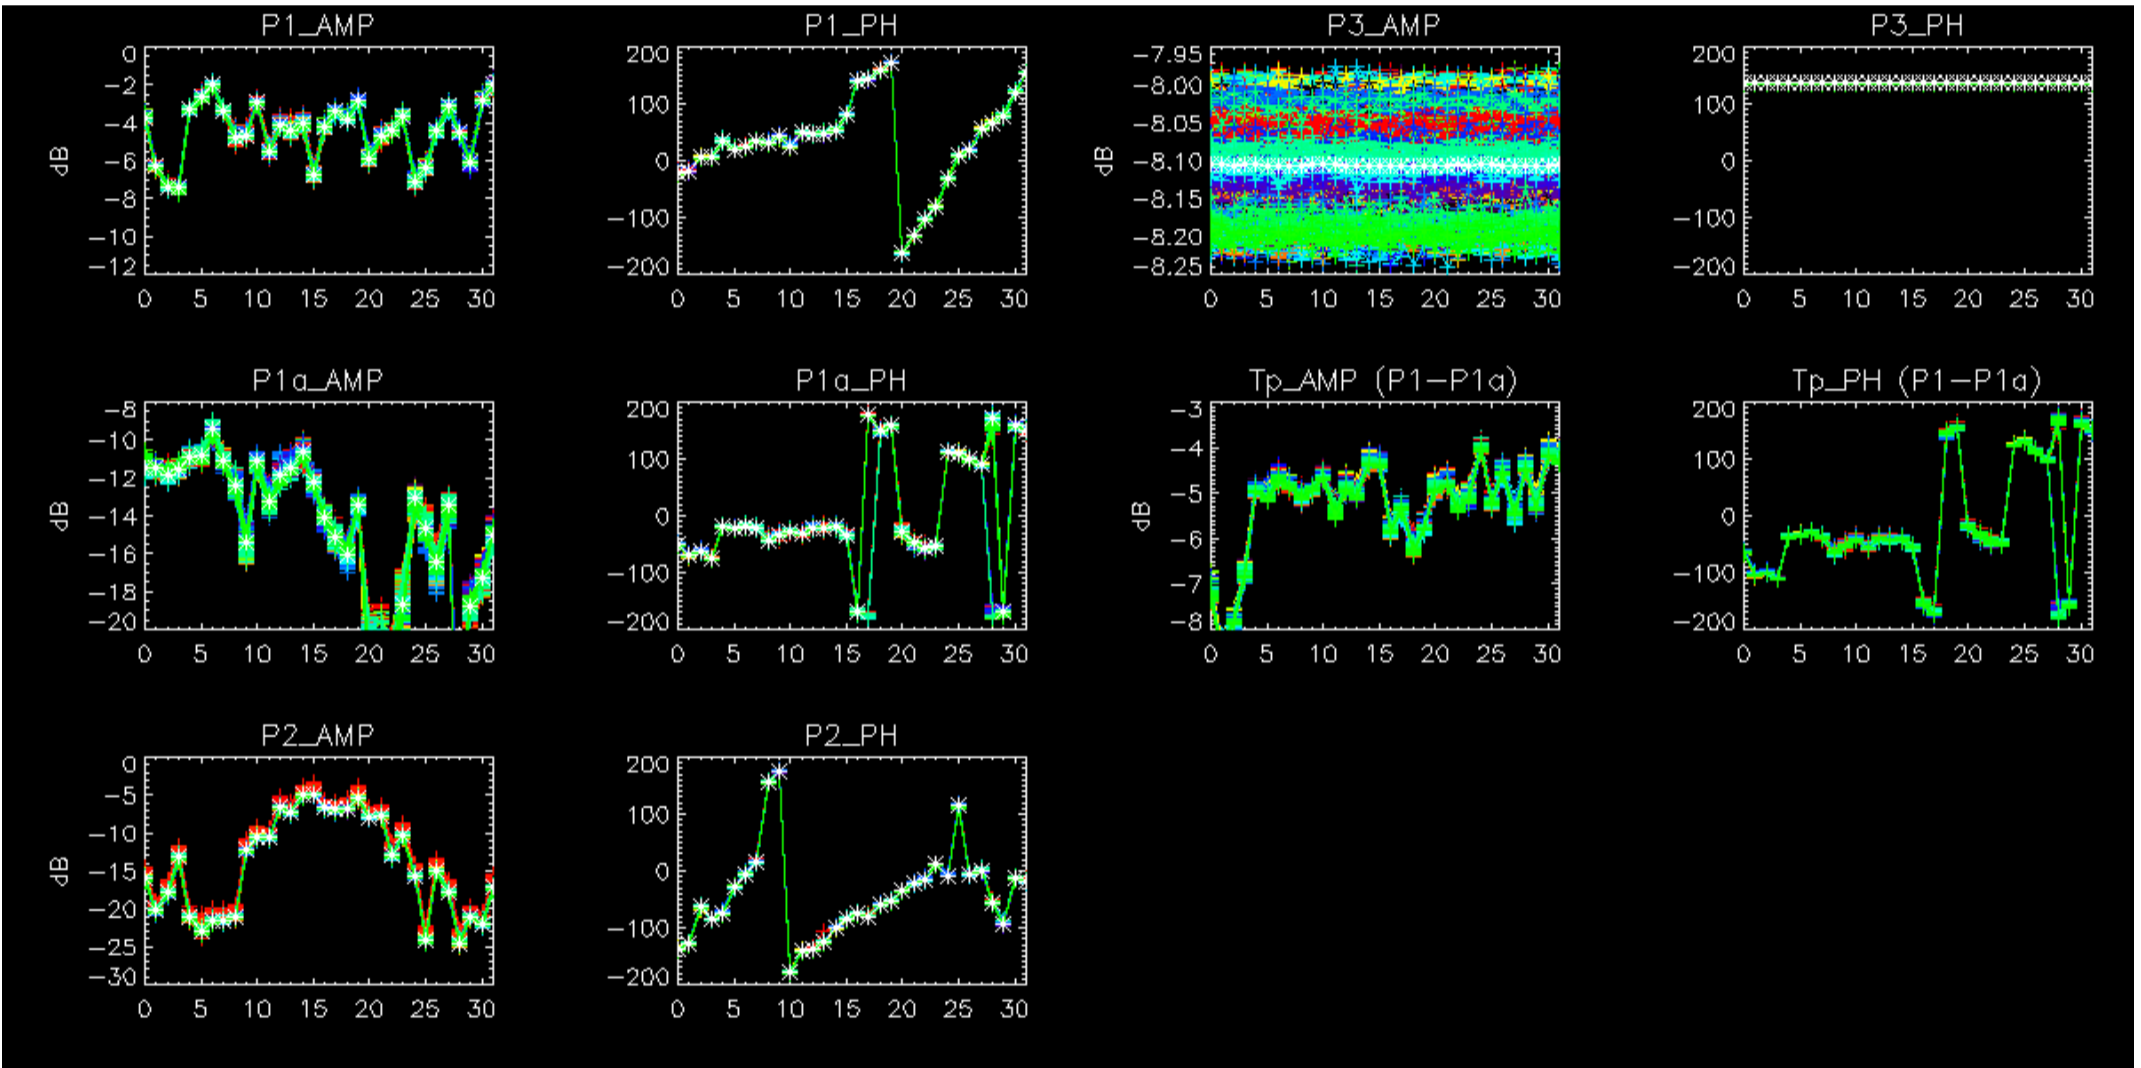 P1_AMP
P1_PH
P3_AMP
P3_PH
0
−2
−4
−6
−8
−10
−12
dB
0 5 10 15 20 25 30
200
100
0
−100
−200
0 5 10 15 20 25 30
−7.95
−8.00
−8.05
−8.10
−8.15
−8.20
−8.25
dB
0 5 10 15 20 25 30
200
100
0
−100
−200
0 5 10 15 20 25 30
P1a_AMP
P1a_PH
Tp_AMP (P1−P1a)
Tp_PH (P1−P1a)
−8
−10
−12
−14
−16
−18
−20
dB
0 5 10 15 20 25 30
200
100
0
−100
−200
0 5 10 15 20 25 30
−3
−4
−5
−6
−7
−8
dB
0 5 10 15 20 25 30
200
100
0
−100
−200
0 5 10 15 20 25 30
P2_AMP
P2_PH
0
−5
−10
−15
−20
−25
−30
dB
0 5 10 15 20 25 30
200
100
0
−100
−200
0 5 10 15 20 25 30